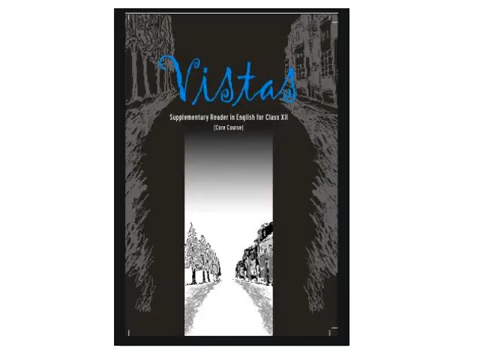 Vistas
Supplementary Reader in English for Class XII
(Core Course)